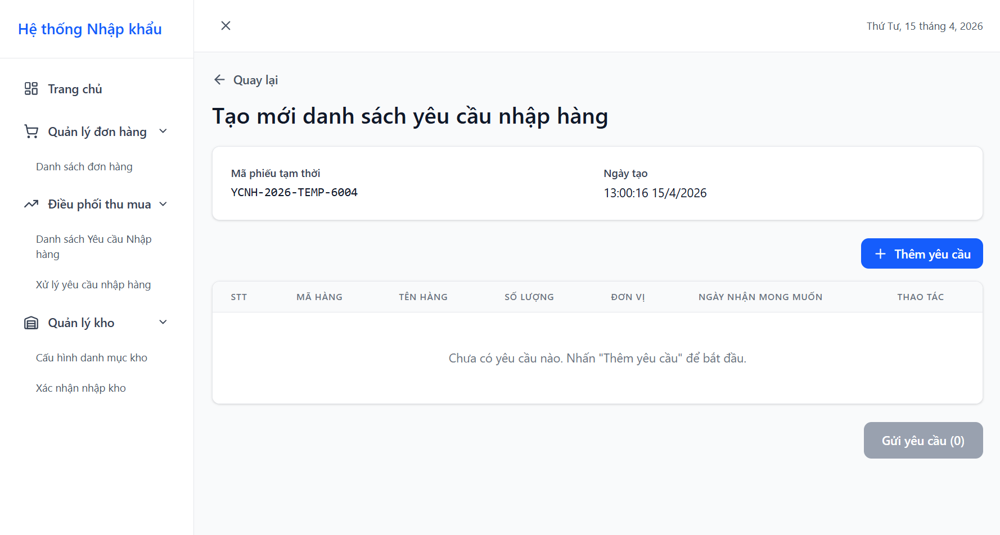 Hệ thống Nhập khẩu
Thứ Tư, 15 tháng 4, 2026
Trang chủ
Quản lý đơn hàng
Danh sách đơn hàng
Điều phối thu mua
Danh sách Yêu cầu Nhập
hàng
Xử lý yêu cầu nhập hàng
Quản lý kho
Cấu hình danh mục kho
Xác nhận nhập kho
Quay lại
Tạo mới danh sách yêu cầu nhập hàng
Mã phiếu tạm thời
YCNH-2026-TEMP-6004
Ngày tạo
13:00:16 15/4/2026
Thêm yêu cầu
STT MÃ HÀNG TÊN HÀNG SỐ LƯỢNG ĐƠN VỊ NGÀY NHẬN MONG MUỐN THAO TÁC
Chưa có yêu cầu nào. Nhấn "Thêm yêu cầu" để bắt đầu.
Gửi yêu cầu (0)